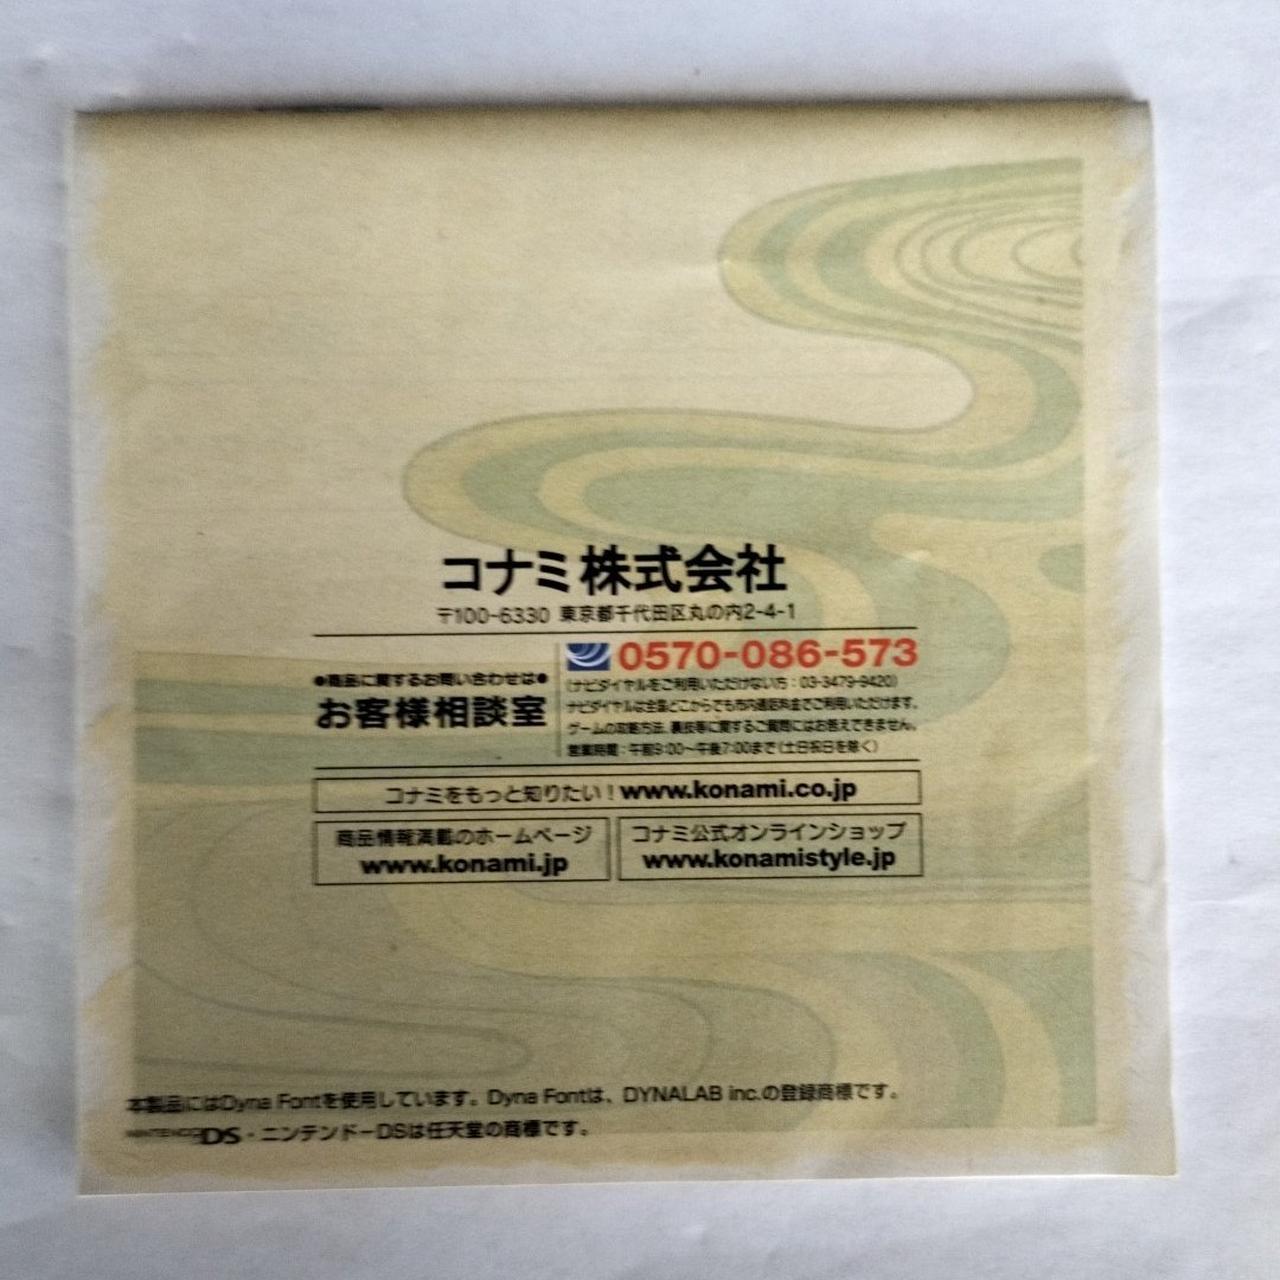 コナミ株式会社
〒100-6330 東京都千代田区丸の内2-4-1
●商品に関するお問い合わせは●
お客様相談室
0570-086-573
(ナビダイヤルをご利用いただけない方:03-3479-9420)
ナビダイヤルは全国どこからでも市内通話料金でご利用いただけます。
ゲームの攻略方法、裏技等に関するご質問にはお答えできません。
営業時間:午前9:00~午後7:00まで(土日祝日を除く)
コナミをもっと知りたい!www.konami.co.jp
商品情報満載のホームページ
www.konami.jp
コナミ公式オンラインショップ
www.konamistyle.jp
本製品にはDyna Fontを使用しています。Dyna Fontは、DYNALAB inc.の登録商標です。
NINTENDO DS・ニンテンドーDSは任天堂の商標です。